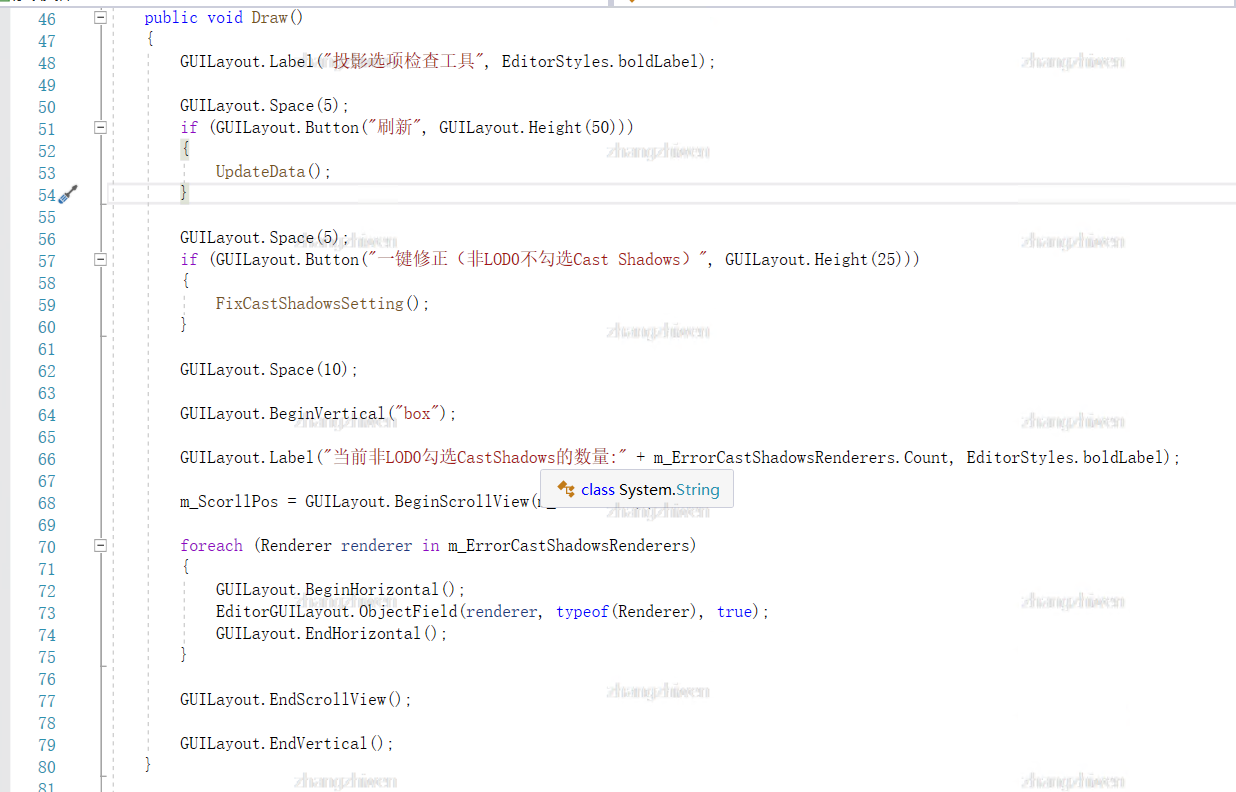 46 public void Draw()
47 {
48 GUILayout.Label("投影选项检查工具", EditorStyles.boldLabel);
49
50 GUILayout.Space(5);
51 if (GUILayout.Button("刷新", GUILayout.Height(50)))
52 {
53 UpdateData();
54 }
55
56 GUILayout.Space(5);
57 if (GUILayout.Button("一键修正（非LOD0不勾选Cast Shadows）", GUILayout.Height(25)))
58 {
59 FixCastShadowsSetting();
60 }
61
62 GUILayout.Space(10);
63
64 GUILayout.BeginVertical("box");
65
66 GUILayout.Label("当前非LOD0勾选CastShadows的数量:" + m_ErrorCastShadowsRenderers.Count, EditorStyles.boldLabel);
67
class System.String
68 m_ScorllPos = GUILayout.BeginScrollView(
69
70 foreach (Renderer renderer in m_ErrorCastShadowsRenderers)
71 {
72 GUILayout.BeginHorizontal();
73 EditorGUILayout.ObjectField(renderer, typeof(Renderer), true);
74 GUILayout.EndHorizontal();
75 }
76
77 GUILayout.EndScrollView();
78
79 GUILayout.EndVertical();
80 }
81